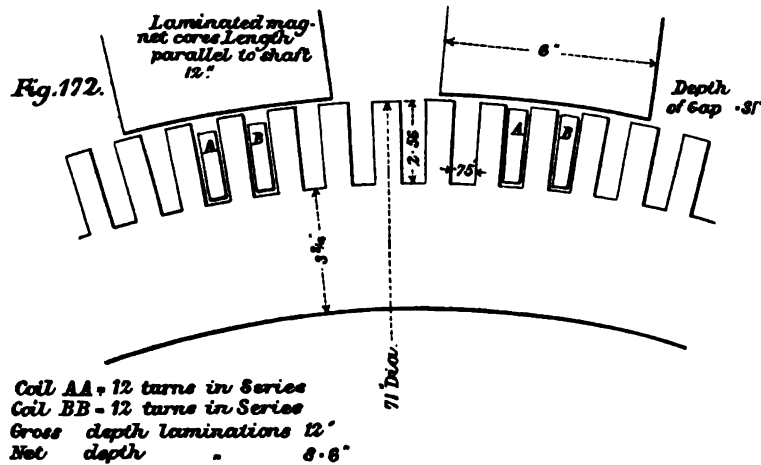 Laminated mag-
net cores Length
parallel to shaft
12"
Fig. 172.
6"
Depth
of Gap .31"
A
B
A
B
2.56
.75
71" Dia.
Coil AA = 12 turns in Series
Coil BB = 12 turns in Series
Gross depth laminations 12"
Net depth " 8.6"